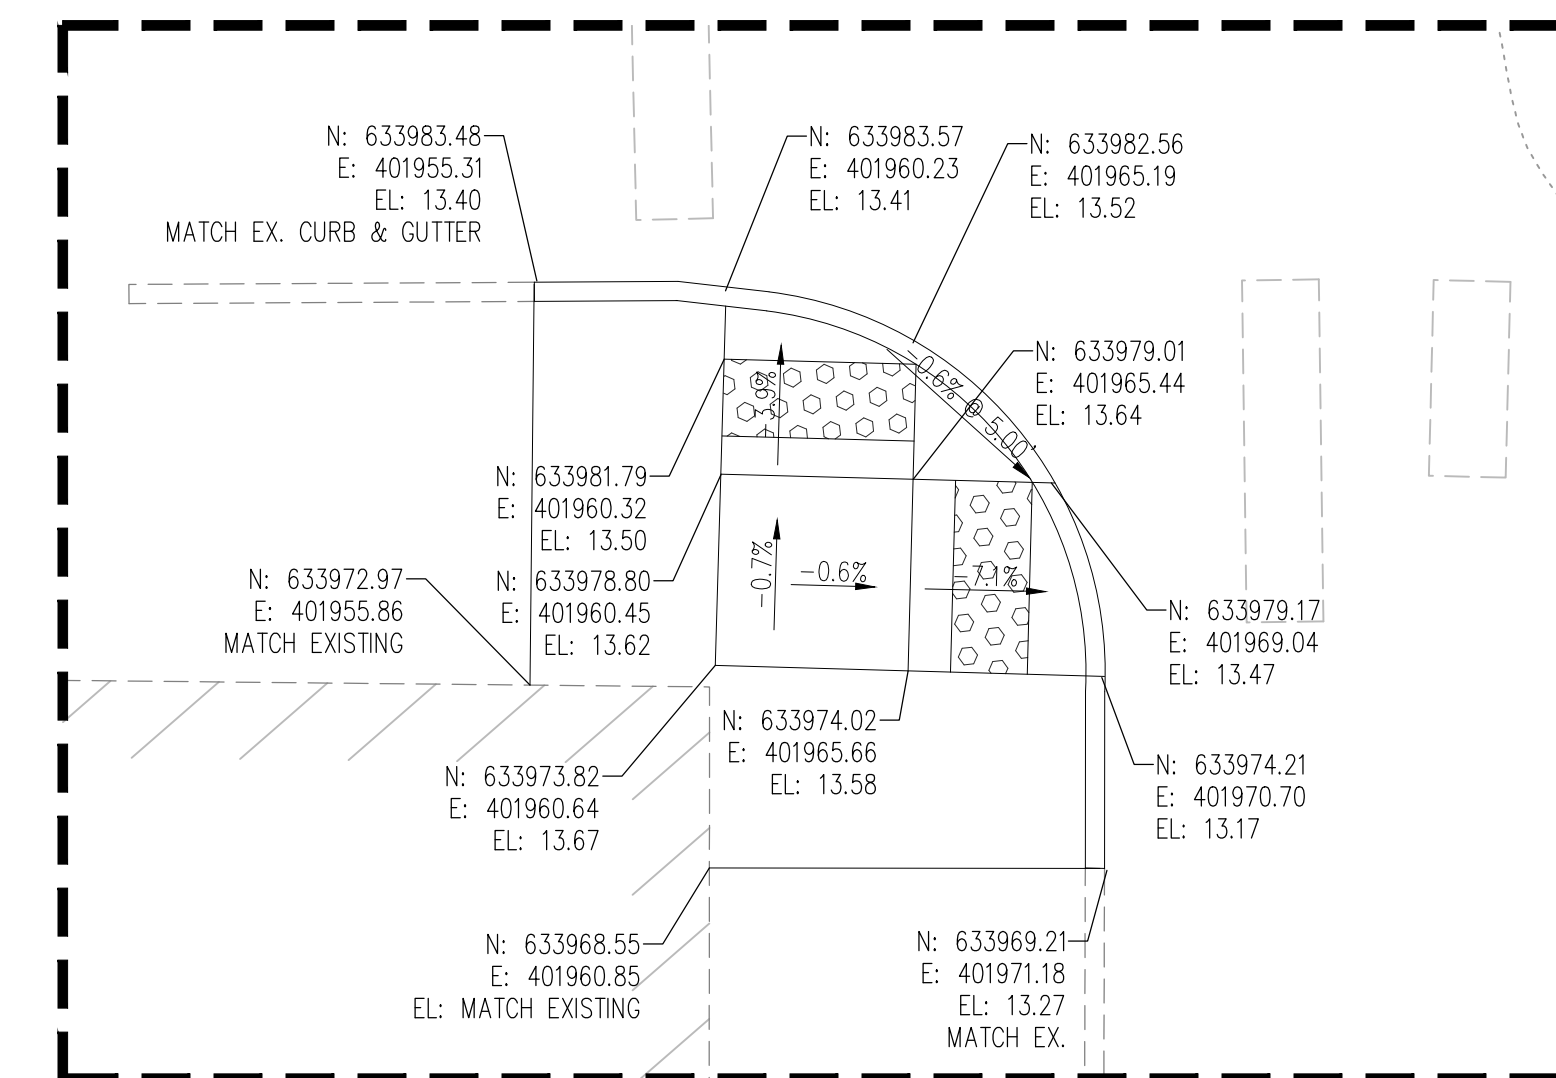 N: 633983.48
E: 401955.31
EL: 13.40
MATCH EX. CURB & GUTTER
N: 633983.57
E: 401960.23
EL: 13.41
N: 633982.56
E: 401965.19
EL: 13.52
N: 633979.01
E: 401965.44
EL: 13.64
-0.6% @ 5.00'
-3.9%
N: 633981.79
E: 401960.32
EL: 13.50
N: 633978.80
E: 401960.45
EL: 13.62
N: 633972.97
E: 401955.86
MATCH EXISTING
-0.7%
-0.6%
-7.1%
N: 633979.17
E: 401969.04
EL: 13.47
N: 633974.02
E: 401965.66
EL: 13.58
N: 633973.82
E: 401960.64
EL: 13.67
N: 633974.21
E: 401970.70
EL: 13.17
N: 633968.55
E: 401960.85
EL: MATCH EXISTING
N: 633969.21
E: 401971.18
EL: 13.27
MATCH EX.